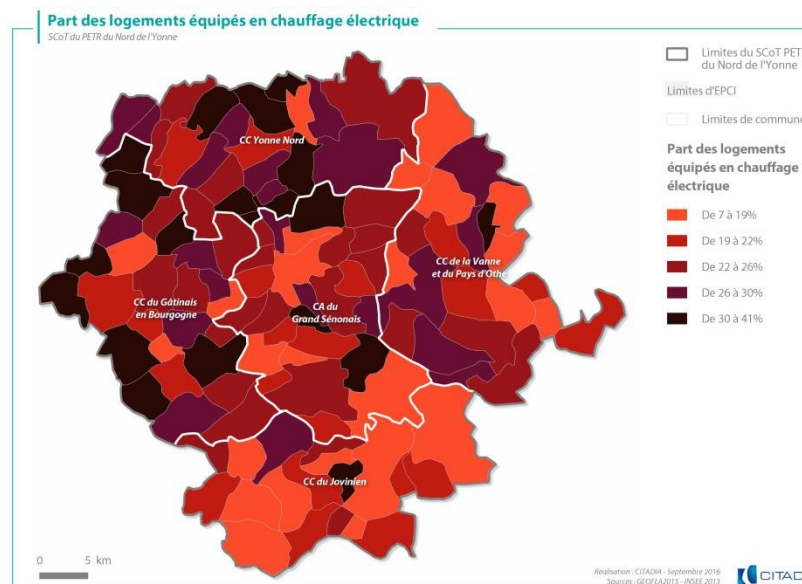 Part des logements équipés en chauffage électrique
SCoT du PETR du Nord de l'Yonne
Limites du SCoT PET
du Nord de l'Yonne
Limites d'EPCI
Limites de commune
Part des logements
équipés en chauffage
électrique
De 7 à 19%
De 19 à 22%
De 22 à 26%
De 26 à 30%
De 30 à 41%
CC Yonne Nord
CC de la Vanne
et du Pays d'Othe
CC du Gâtinais
en Bourgogne
CA du
Grand Sénonais
CC du Jovinien
0 5 km
Réalisation : CITADIA - Septembre 2016
Sources : GEOFLA2015 - INSEE 2013
CITAD